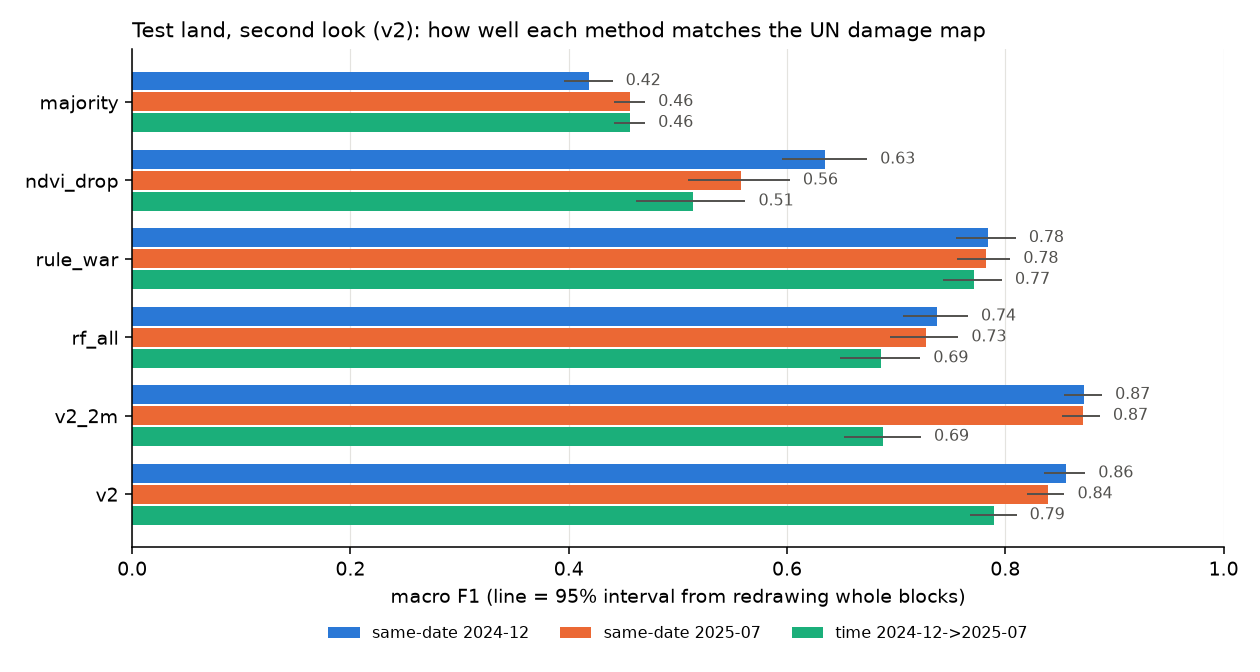 Test land, second look (v2): how well each method matches the UN damage map
majority
0.42
0.46
0.46
ndvi_drop
0.63
0.56
0.51
rule_war
0.78
0.78
0.77
rf_all
0.74
0.73
0.69
v2_2m
0.87
0.87
0.69
v2
0.86
0.84
0.79
0.0 0.2 0.4 0.6 0.8 1.0
macro F1 (line = 95% interval from redrawing whole blocks)
same-date 2024-12 same-date 2025-07 time 2024-12->2025-07